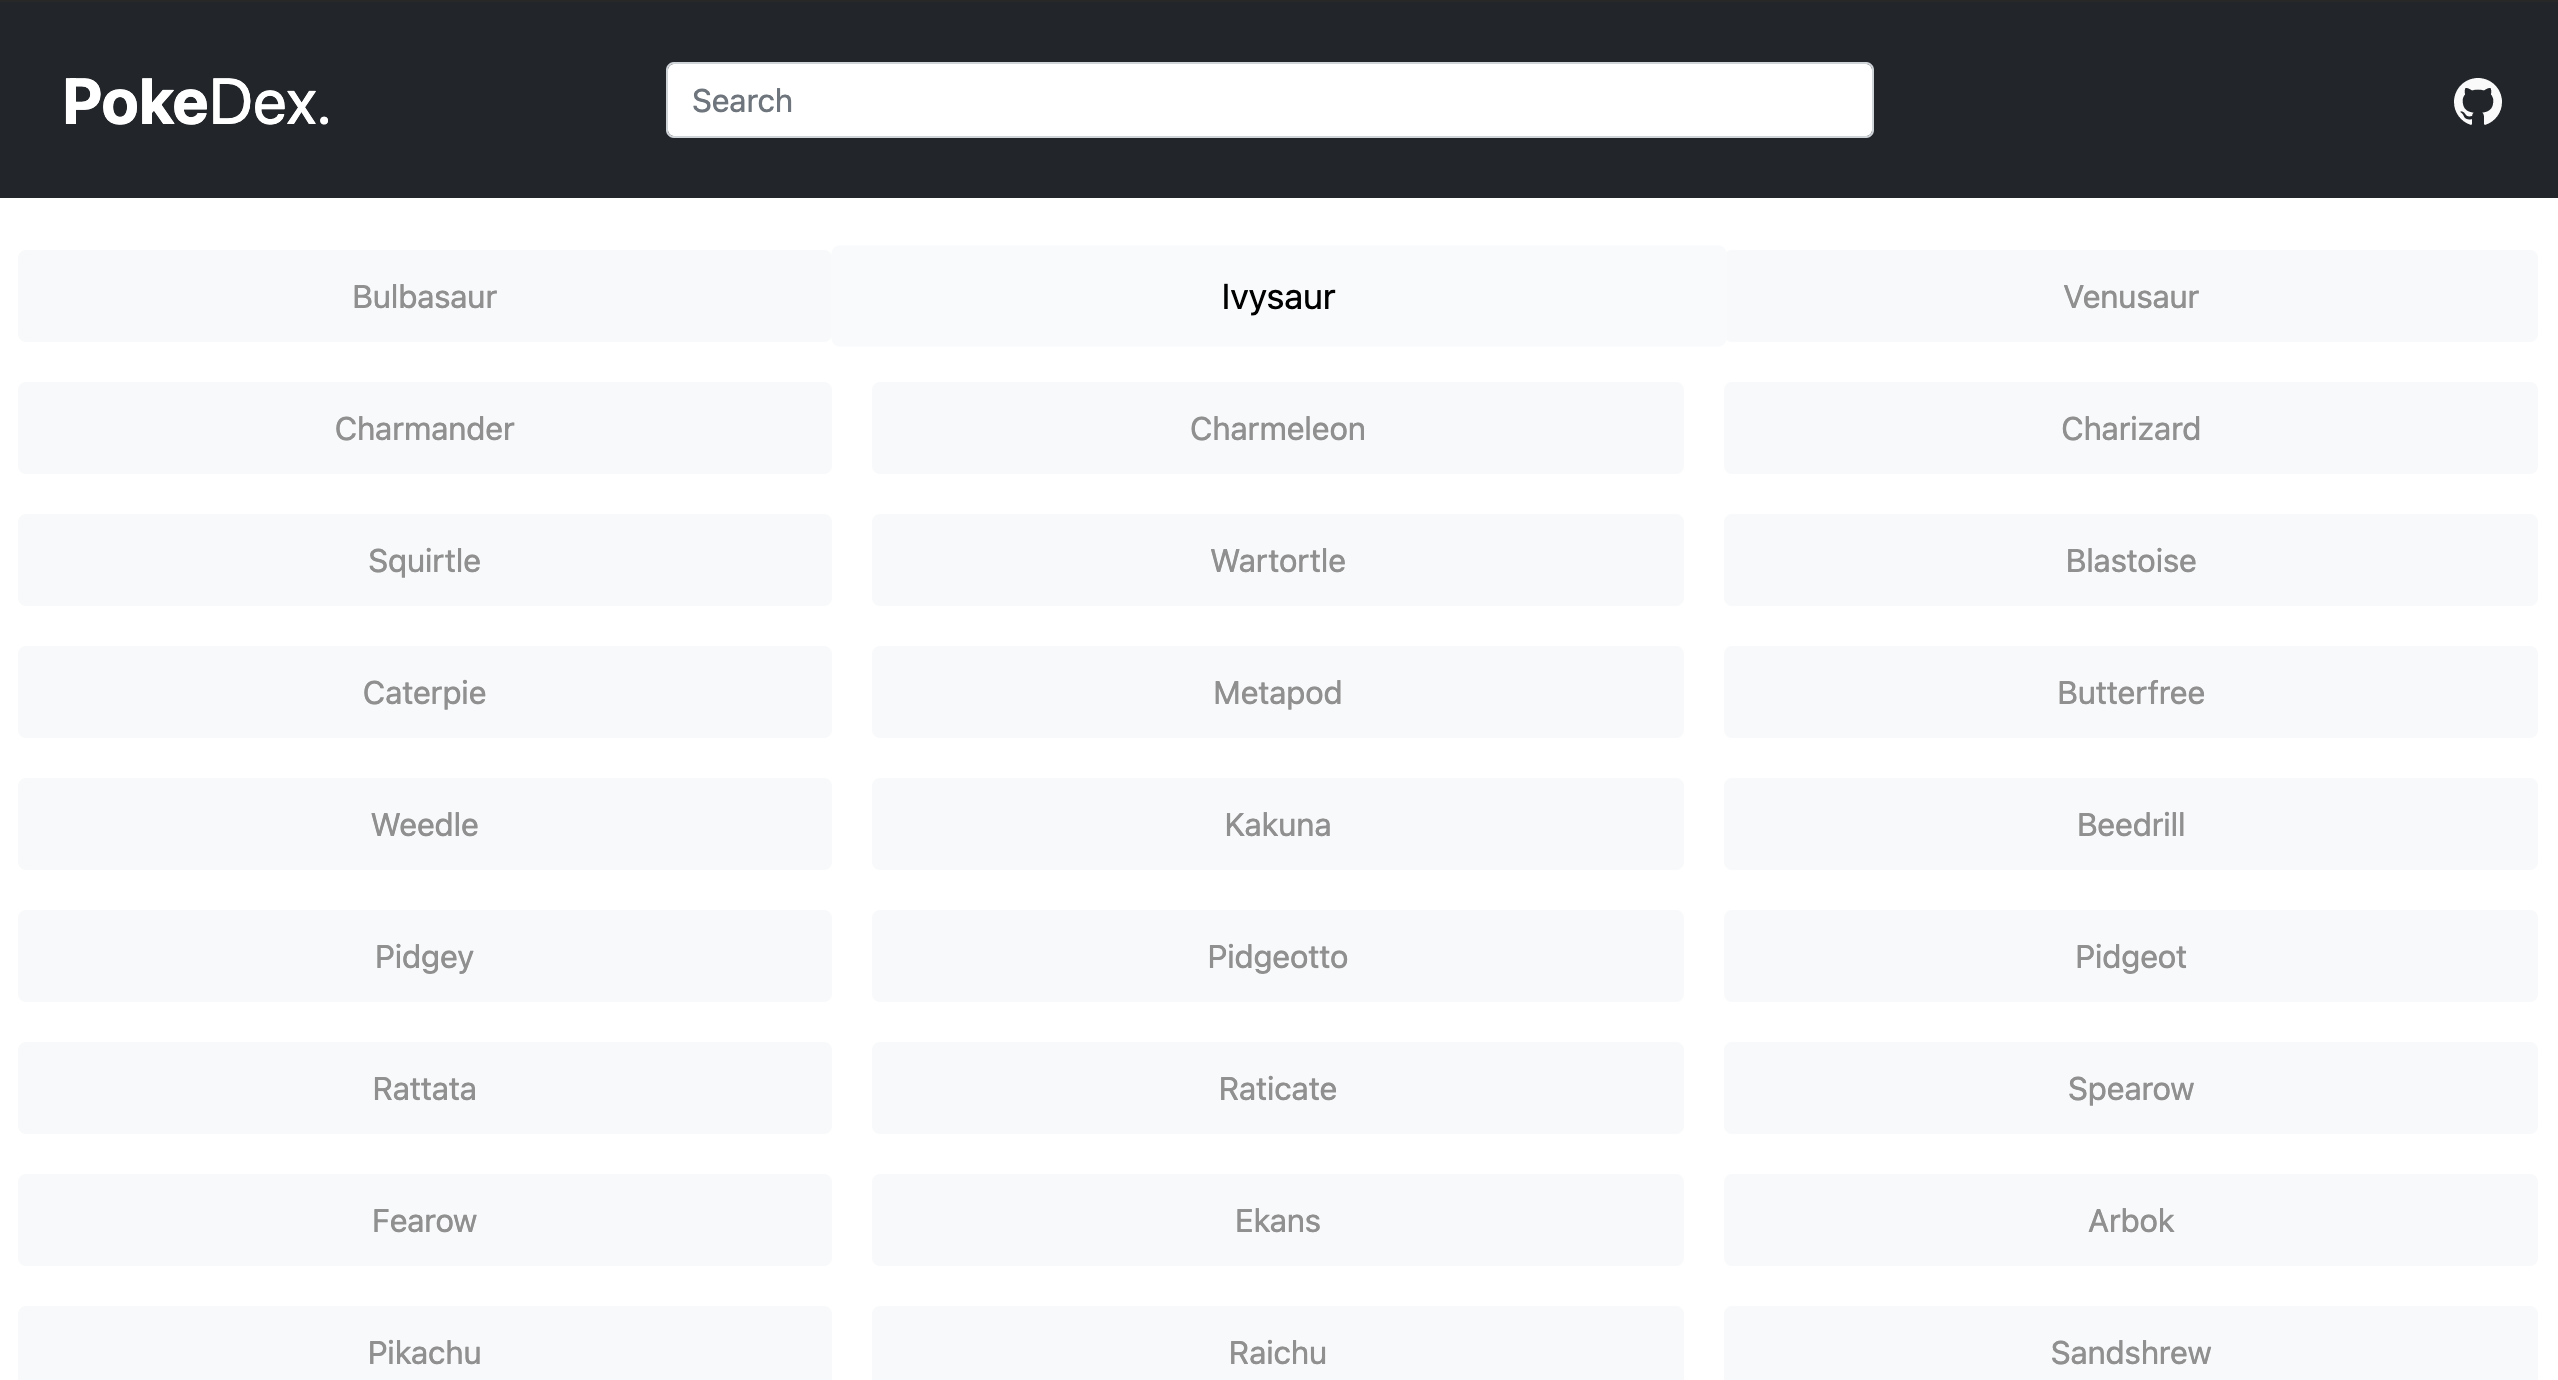 PokeDex.
Search
Bulbasaur
Ivysaur
Venusaur
Charmander
Charmeleon
Charizard
Squirtle
Wartortle
Blastoise
Caterpie
Metapod
Butterfree
Weedle
Kakuna
Beedrill
Pidgey
Pidgeotto
Pidgeot
Rattata
Raticate
Spearow
Fearow
Ekans
Arbok
Pikachu
Raichu
Sandshrew